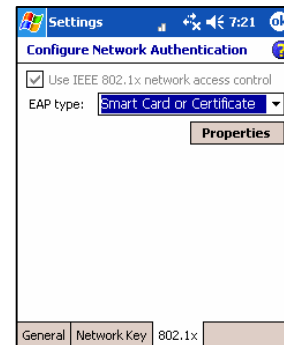 Settings 7:21 ok
Configure Network Authentication ?
Use IEEE 802.1x network access control
EAP type: Smart Card or Certificate
Properties
General Network Key 802.1x